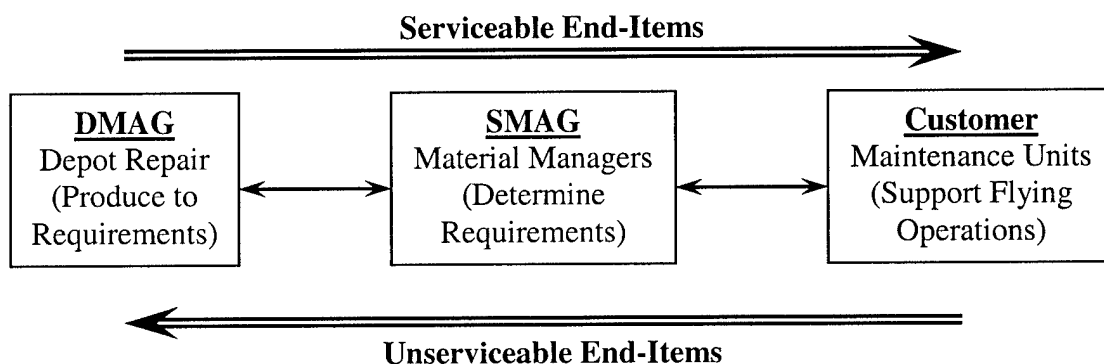 Serviceable End-Items
DMAG
Depot Repair
(Produce to
Requirements)
SMAG
Material Managers
(Determine
Requirements)
Customer
Maintenance Units
(Support Flying
Operations)
Unserviceable End-Items